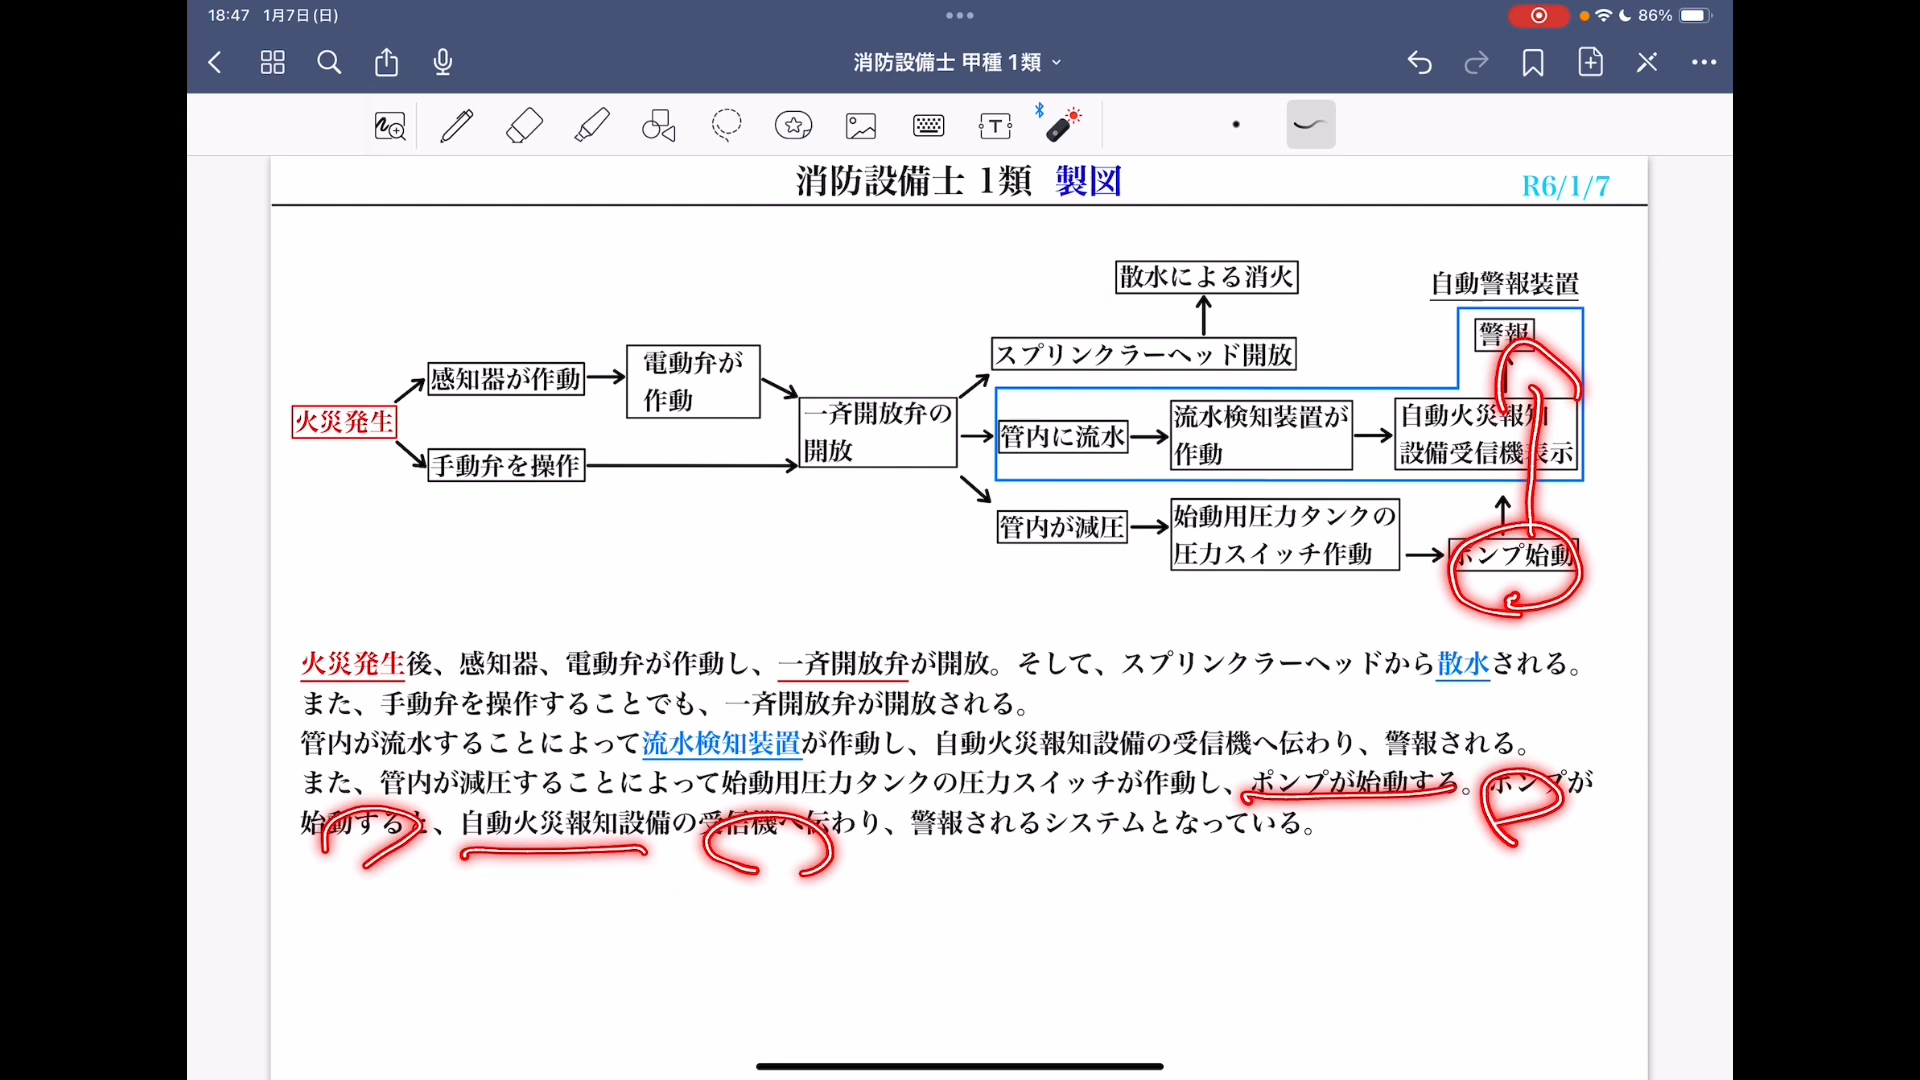 18:47 1月7日(日)
86%
消防設備士 甲種 1類
消防設備士 1類 製図
R6/1/7
散水による消火
自動警報装置
警報
スプリンクラーヘッド開放
感知器が作動
電動弁が
作動
火災発生
手動弁を操作
一斉開放弁の
開放
管内に流水
流水検知装置が
作動
自動火災報知
設備受信機表示
管内が減圧
始動用圧力タンクの
圧力スイッチ作動
ポンプ始動
火災発生後、感知器、電動弁が作動し、一斉開放弁が開放。そして、スプリンクラーヘッドから散水される。
また、手動弁を操作することでも、一斉開放弁が開放される。
管内が流水することによって流水検知装置が作動し、自動火災報知設備の受信機へ伝わり、警報される。
また、管内が減圧することによって始動用圧力タンクの圧力スイッチが作動し、ポンプが始動する。ポンプが
始動すると、自動火災報知設備の受信機へ伝わり、警報されるシステムとなっている。